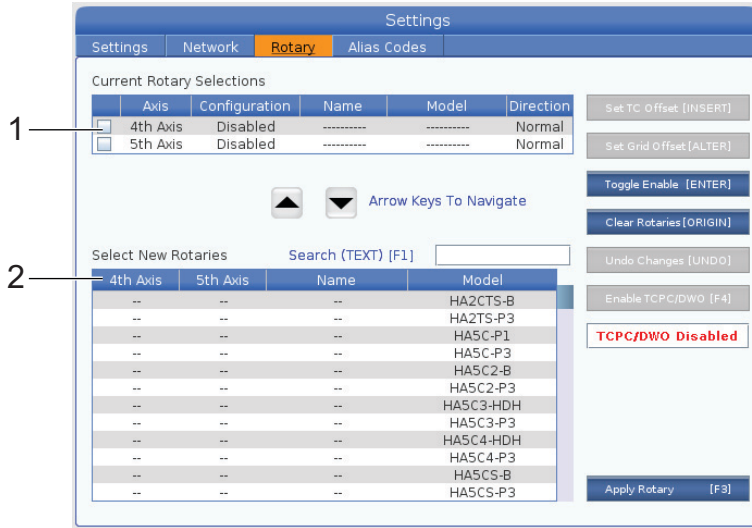 Settings
Settings Network Rotary Alias Codes
Current Rotary Selections
Axis Configuration Name Model Direction
1
4th Axis Disabled ---------- ---------- Normal
5th Axis Disabled ---------- ---------- Normal
Set TC Offset [INSERT]
Set Grid Offset [ALTER]
Toggle Enable [ENTER]
Clear Rotaries [ORIGIN]
Undo Changes [UNDO]
Enable TCPC/DWO [F4]
TCPC/DWO Disabled
Apply Rotary [F3]
Arrow Keys To Navigate
Select New Rotaries Search (TEXT) [F1]
2
4th Axis 5th Axis Name Model
-- -- -- HA2CTS-B
-- -- -- HA2TS-P3
-- -- -- HA5C-P1
-- -- -- HA5C-P3
-- -- -- HA5C2-B
-- -- -- HA5C2-P3
-- -- -- HA5C3-HDH
-- -- -- HA5C3-P3
-- -- -- HA5C4-HDH
-- -- -- HA5C4-P3
-- -- -- HA5CS-B
-- -- -- HA5CS-P3